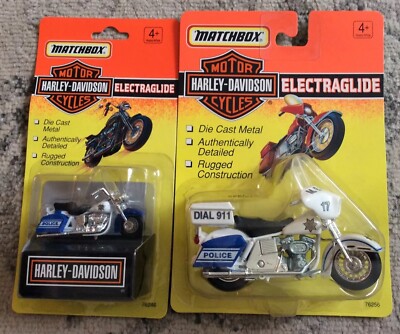 MATCHBOX
4+
MOTOR
HARLEY-DAVIDSON
CYCLES
ELECTRAGLIDE
Die Cast
Metal
Authentically
Detailed
Rugged
Construction
POLICE
HARLEY-DAVIDSON
MATCHBOX
4+
MOTOR
HARLEY-DAVIDSON
CYCLES
ELECTRAGLIDE
Die Cast Metal
Authentically
Detailed
Rugged
Construction
DIAL 911
17
POLICE